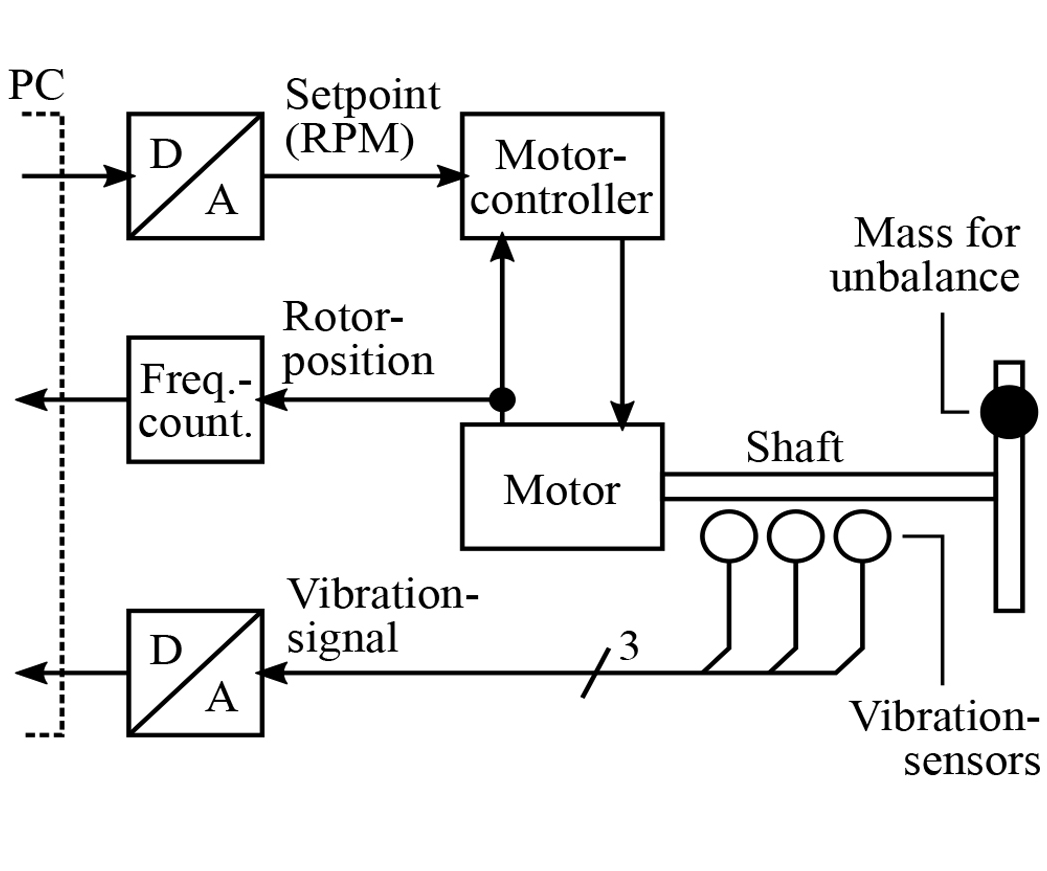 PC
D
A
Setpoint
(RPM)
Motor-
controller
Mass for
unbalance
Rotor-
position
Freq.-
count.
Motor
Shaft
D
A
Vibration-
signal
3
Vibration-
sensors